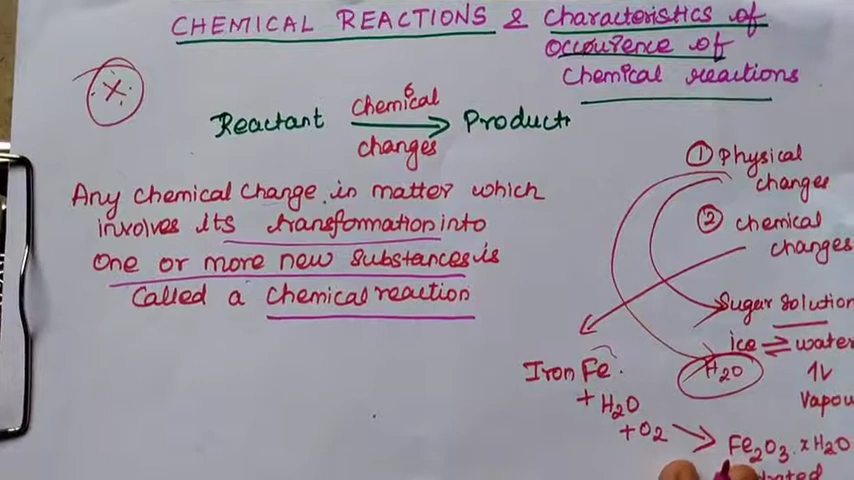 CHEMICAL REACTIONS & Characteristics of
Occurence of
chemical reactions
Reactant chemical changes Product
Any chemical change in matter which
involves its transformation into
one or more new substances is
called a chemical reaction
① Physical
changes
② chemical
changes
Sugar solution
ice ⇌ water
H2O
Vapou
Iron Fe
+ H2O
+O2 → Fe2O3.xH2O